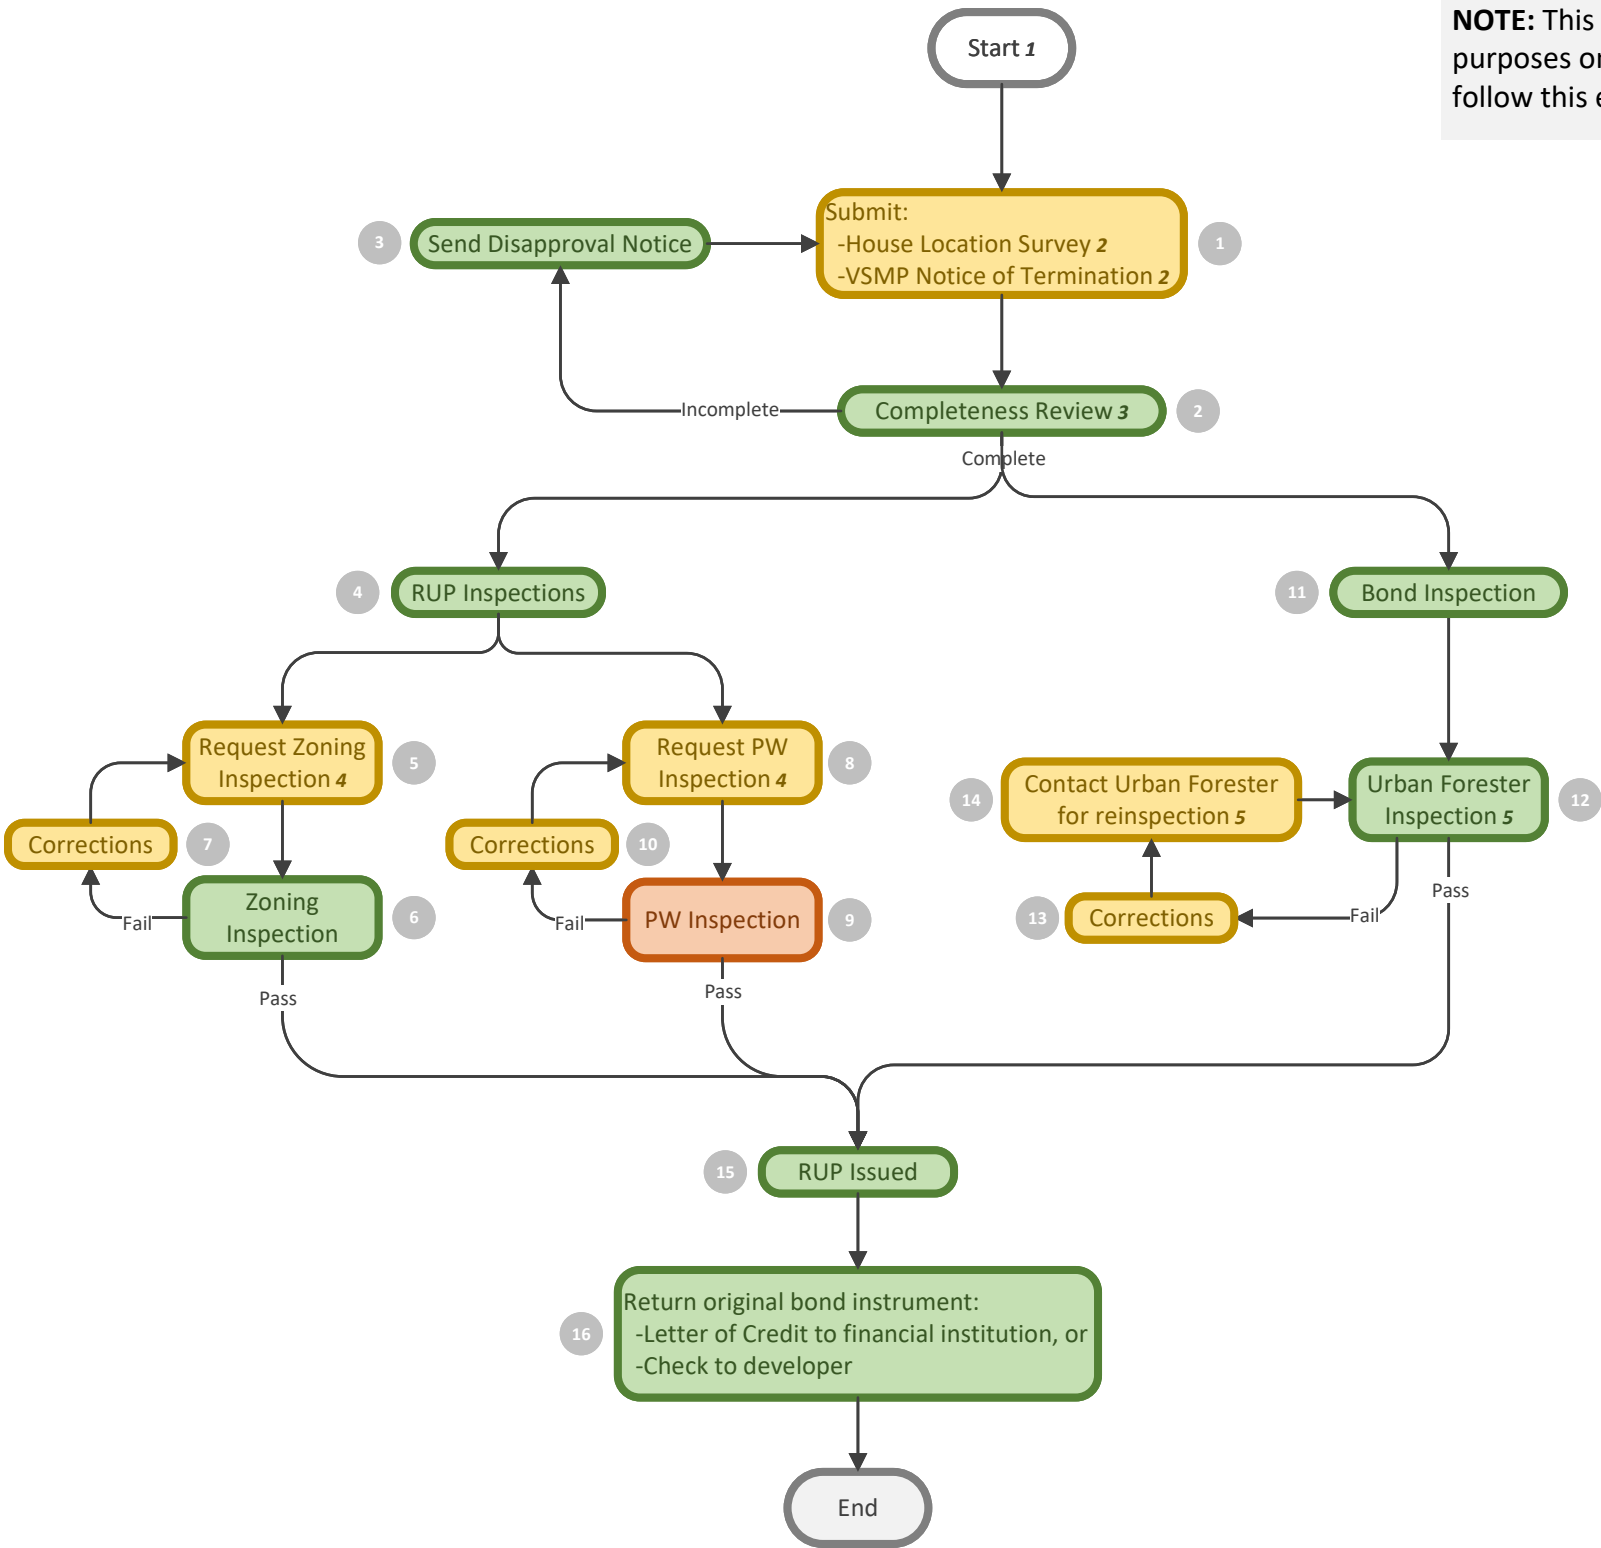 NOTE: This
purposes or
follow this e
Start 1
Submit:
-House Location Survey 2
-VSMP Notice of Termination 2
1
3
Send Disapproval Notice
Incomplete
Completeness Review 3
2
Complete
4
RUP Inspections
11
Bond Inspection
Request Zoning
Inspection 4
5
Request PW
Inspection 4
8
14
Contact Urban Forester
for reinspection 5
Urban Forester
Inspection 5
12
Corrections
7
Corrections
10
Zoning
Inspection
6
Fail
PW Inspection
9
Fail
13
Corrections
Fail
Pass
Pass
Pass
15
RUP Issued
16
Return original bond instrument:
-Letter of Credit to financial institution, or
-Check to developer
End